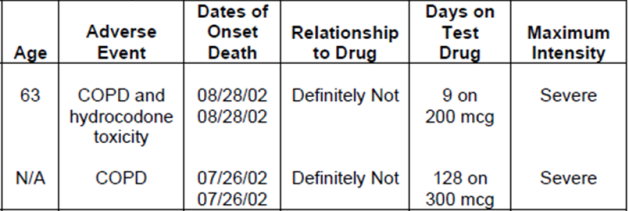 Age Adverse Event Dates of Onset Death Relationship to Drug Days on Test Drug Maximum Intensity
63 COPD and hydrocodone toxicity 08/28/02 08/28/02 Definitely Not 9 on 200 mcg Severe
N/A COPD 07/26/02 07/26/02 Definitely Not 128 on 300 mcg Severe